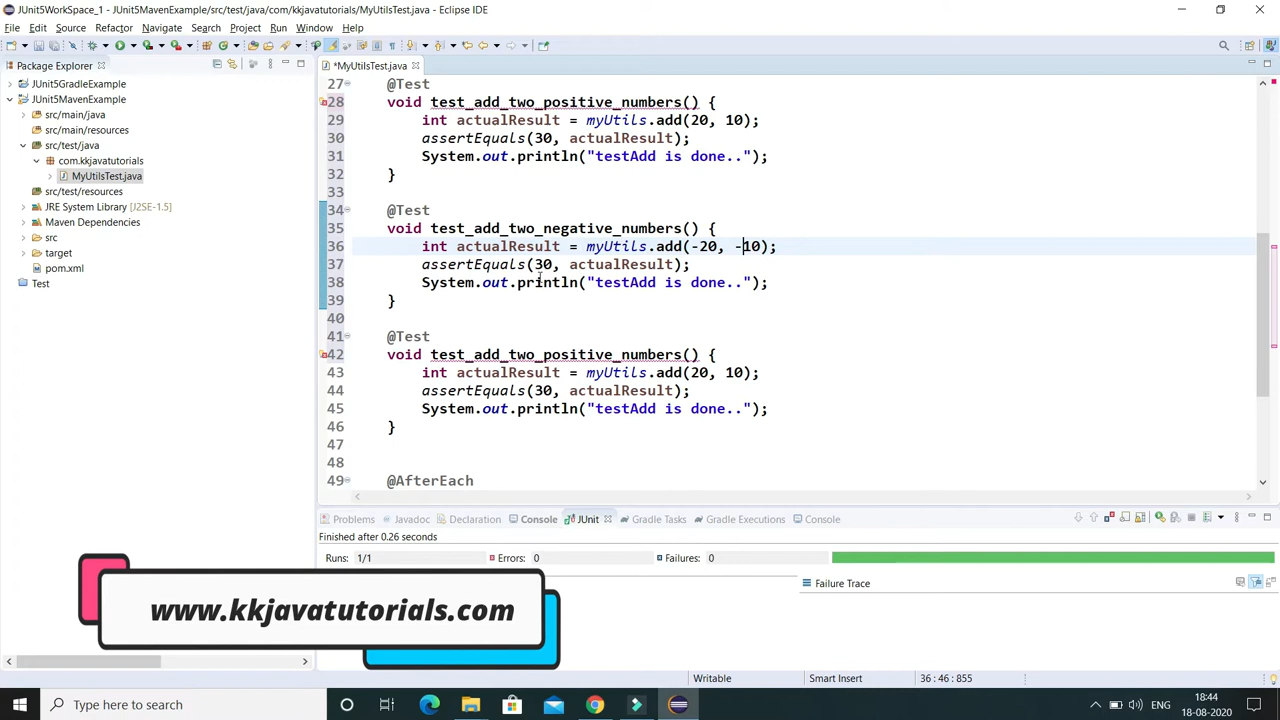 JUnit5WorkSpace_1 - JUnit5MavenExample/src/test/java/com/kkjavatutorials/MyUtilsTest.java - Eclipse IDE
File Edit Source Refactor Navigate Search Project Run Window Help
Package Explorer
*MyUtilsTest.java
JUnit5GradleExample
JUnit5MavenExample
src/main/java
src/main/resources
src/test/java
com.kkjavatutorials
MyUtilsTest.java
src/test/resources
JRE System Library [J2SE-1.5]
Maven Dependencies
src
target
pom.xml
Test
27 @Test
28 void test_add_two_positive_numbers() {
29 int actualResult = myUtils.add(20, 10);
30 assertEquals(30, actualResult);
31 System.out.println("testAdd is done..");
32 }
33
34 @Test
35 void test_add_two_negative_numbers() {
36 int actualResult = myUtils.add(-20, -10);
37 assertEquals(30, actualResult);
38 System.out.println("testAdd is done..");
39 }
40
41 @Test
42 void test_add_two_positive_numbers() {
43 int actualResult = myUtils.add(20, 10);
44 assertEquals(30, actualResult);
45 System.out.println("testAdd is done..");
46 }
47
48
49 @AfterEach
Problems Javadoc Declaration Console JUnit Gradle Tasks Gradle Executions Console
Finished after 0.26 seconds
Runs: 1/1 Errors: 0 Failures: 0
Failure Trace
www.kkjavatutorials.com
Writable Smart Insert 36 : 46 : 855
Type here to search
ENG
18:44
18-08-2020